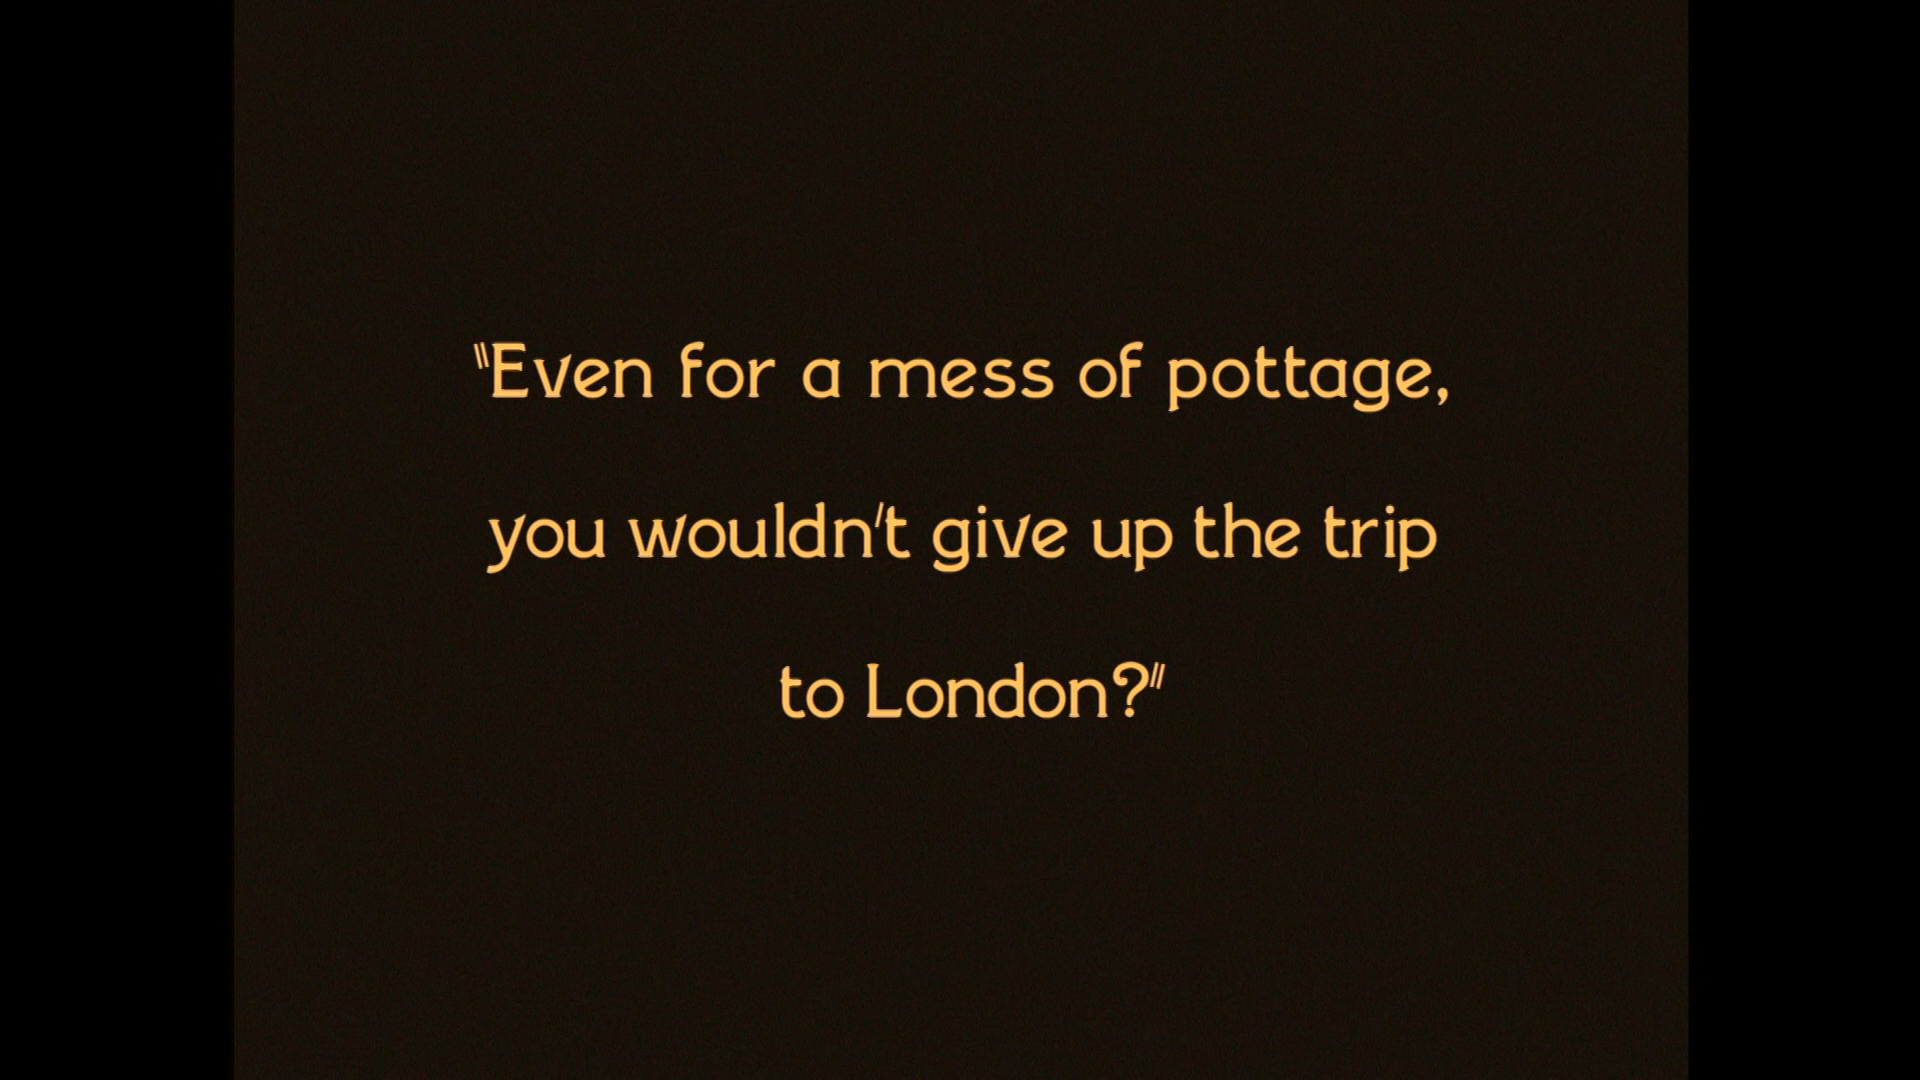 "Even for a mess of pottage,
you wouldn't give up the trip
to London?"